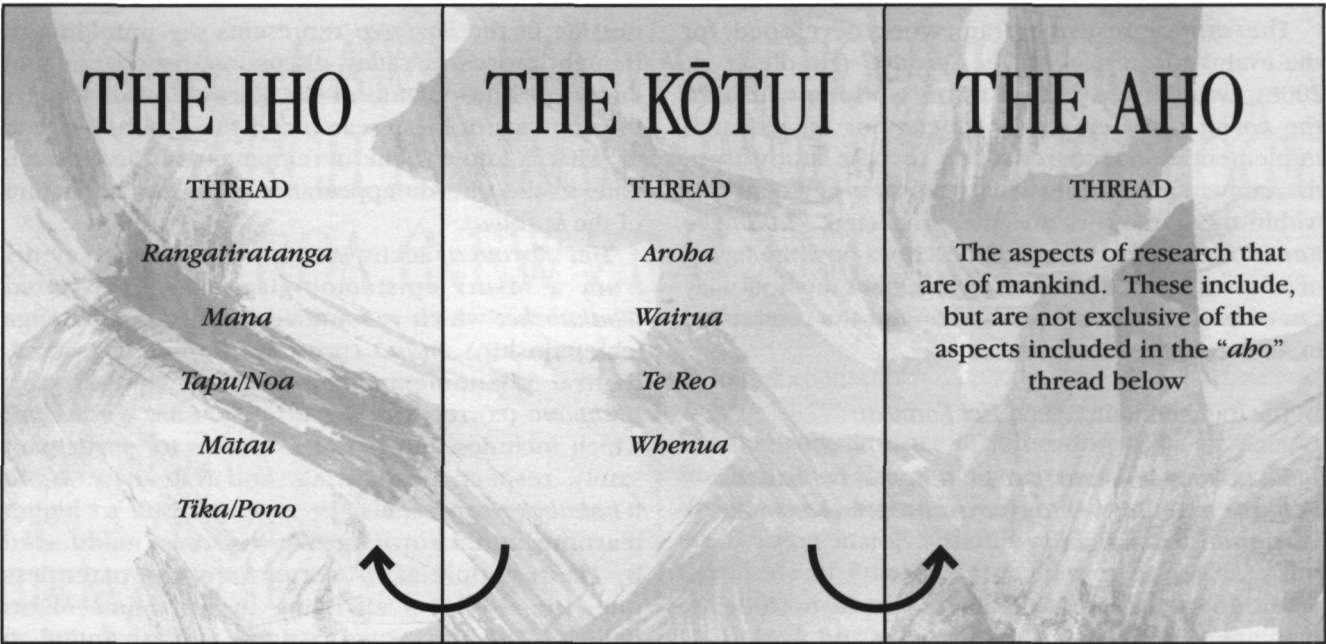 THE IHO
THREAD
Rangatiratanga
Mana
Tapu/Noa
Mātau
Tika/Pono
THE KŌTUI
THREAD
Aroha
Wairua
Te Reo
Whenua
THE AHO
THREAD
The aspects of research that
are of mankind. These include,
but are not exclusive of the
aspects included in the “aho”
thread below